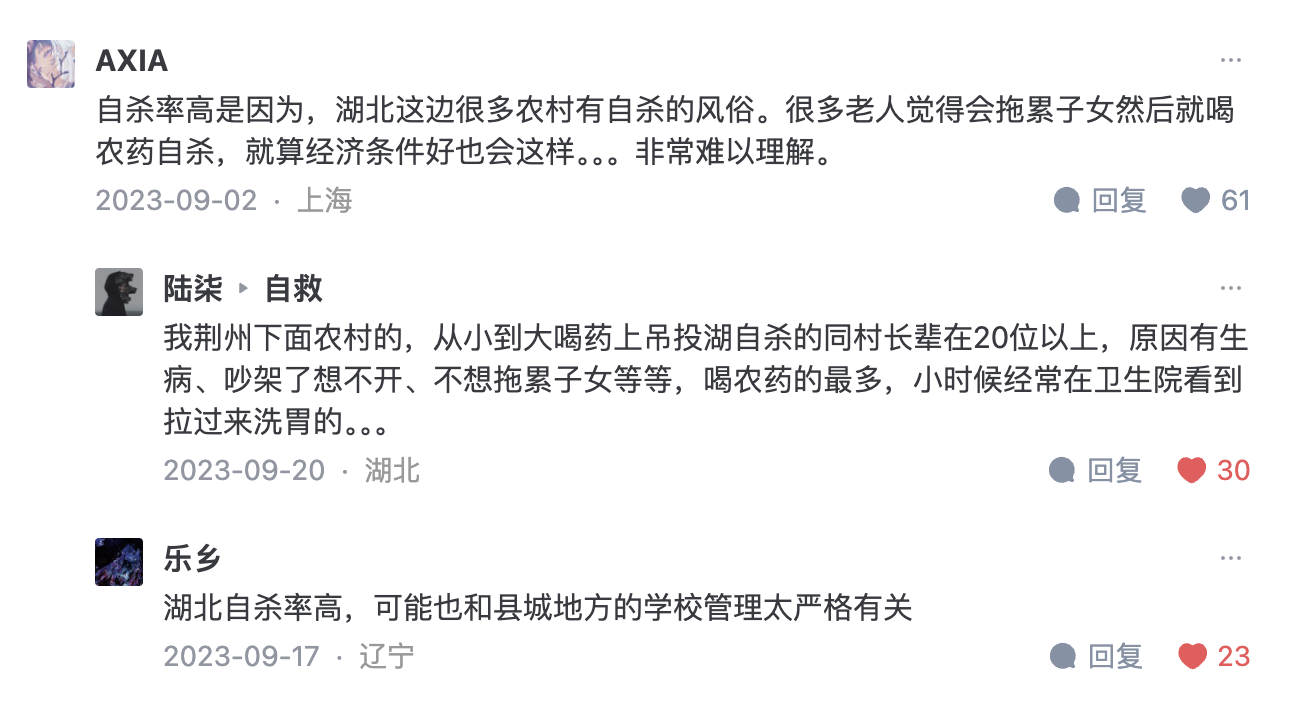 AXIA
自杀率高是因为，湖北这边很多农村有自杀的风俗。很多老人觉得会拖累子女然后就喝
农药自杀，就算经济条件好也会这样。。。非常难以理解。
2023-09-02 · 上海 回复 61
陆柒 ▸ 自救
我荆州下面农村的，从小到大喝药上吊投湖自杀的同村长辈在20位以上，原因有生
病、吵架了想不开、不想拖累子女等等，喝农药的最多，小时候经常在卫生院看到
拉过来洗胃的。。。
2023-09-20 · 湖北 回复 30
乐乡
湖北自杀率高，可能也和县城地方的学校管理太严格有关
2023-09-17 · 辽宁 回复 23